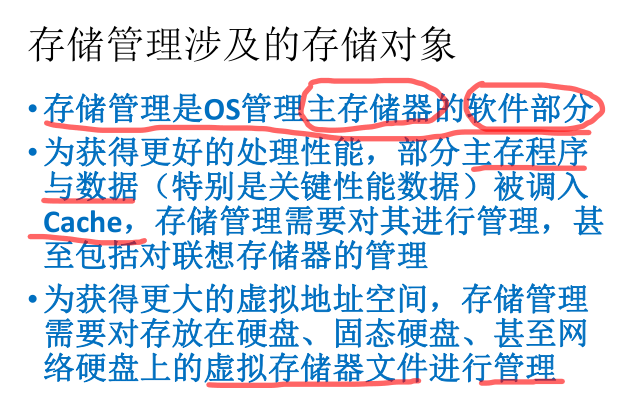 存储管理涉及的存储对象
•存储管理是OS管理主存储器的软件部分
•为获得更好的处理性能，部分主存程序
与数据（特别是关键性能数据）被调入
Cache，存储管理需要对其进行管理，甚
至包括对联想存储器的管理
•为获得更大的虚拟地址空间，存储管理
需要对存放在硬盘、固态硬盘、甚至网
络硬盘上的虚拟存储器文件进行管理